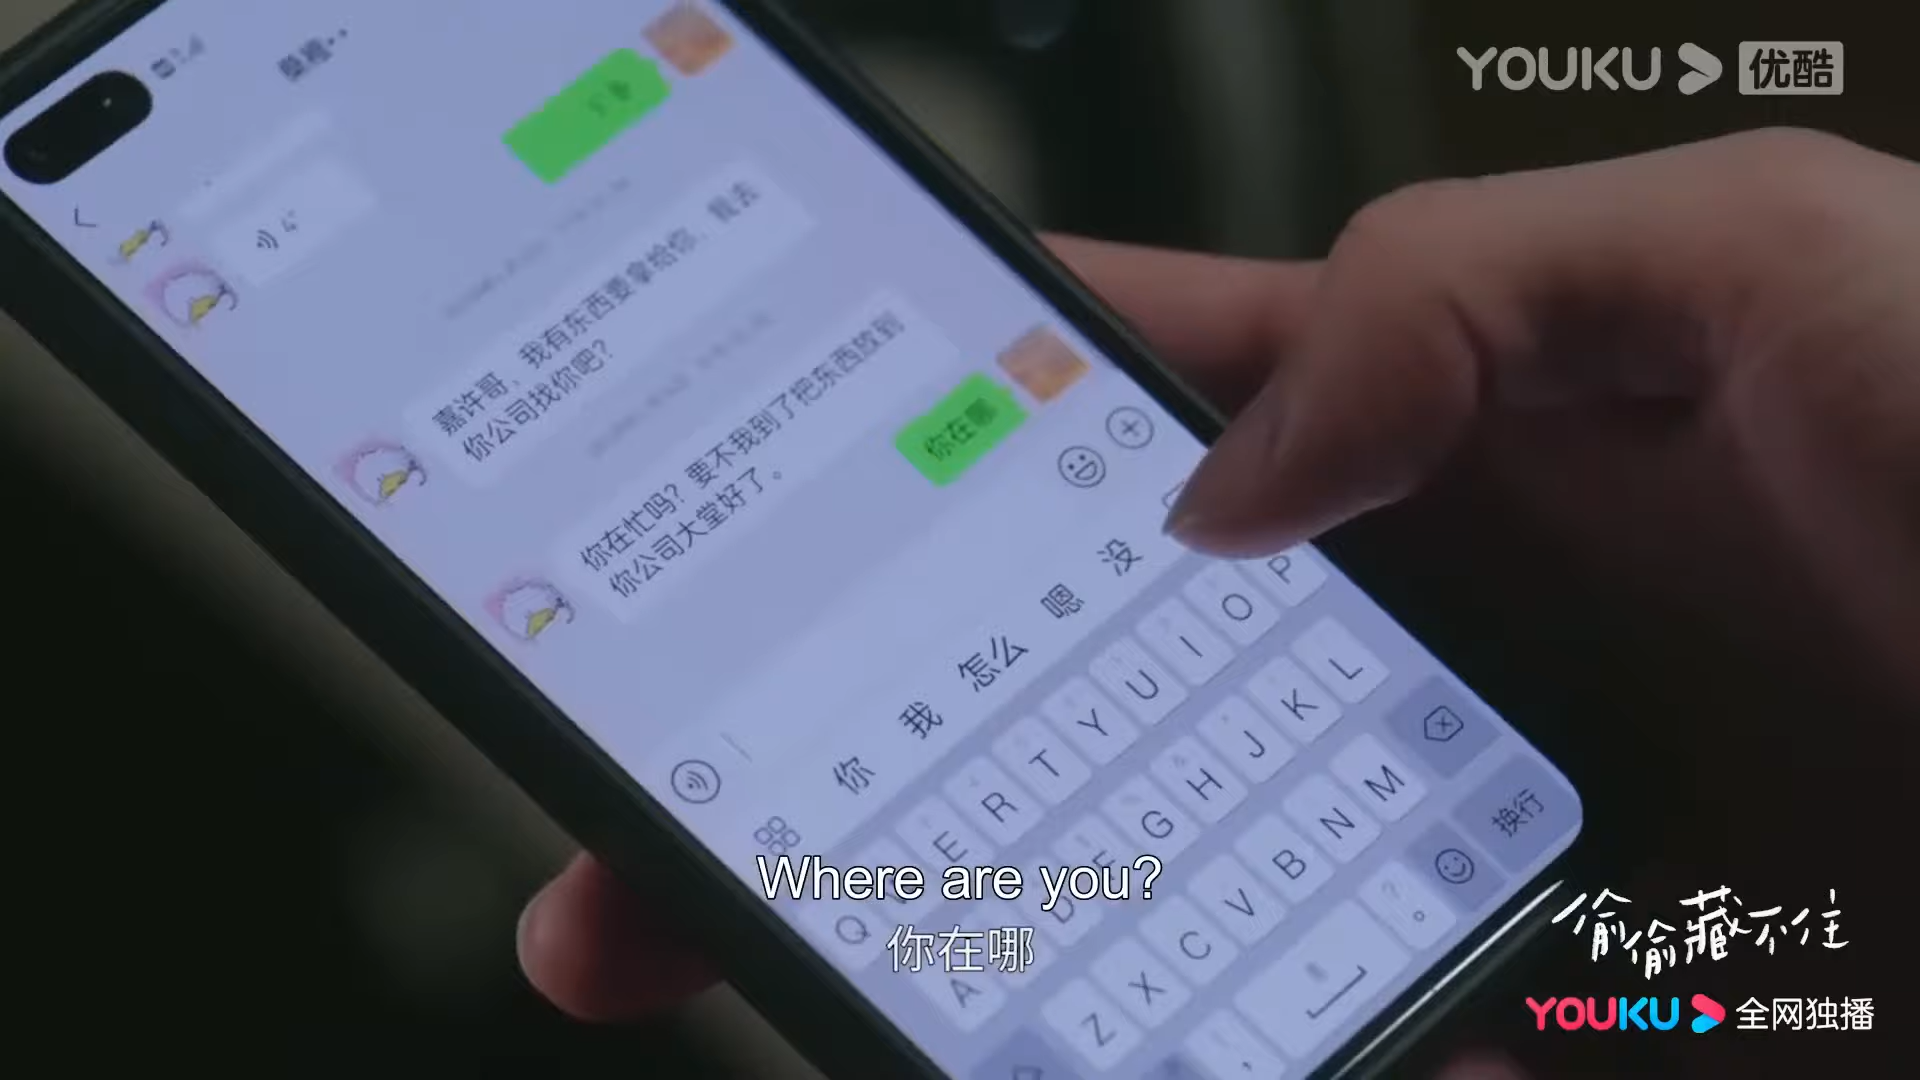 YOUKU 优酷
4"
嘉许哥，我有东西要拿给你，我去
你公司找你吧？
你在忙吗？要不我到了把东西放到
你公司大堂好了。
你在哪
你 我 怎么 嗯 没
Q E R T Y U I O P
A D F G H J K L
Z X C V B N M
， ？。 换行
Where are you?
你在哪
偷偷藏不住
YOUKU 全网独播